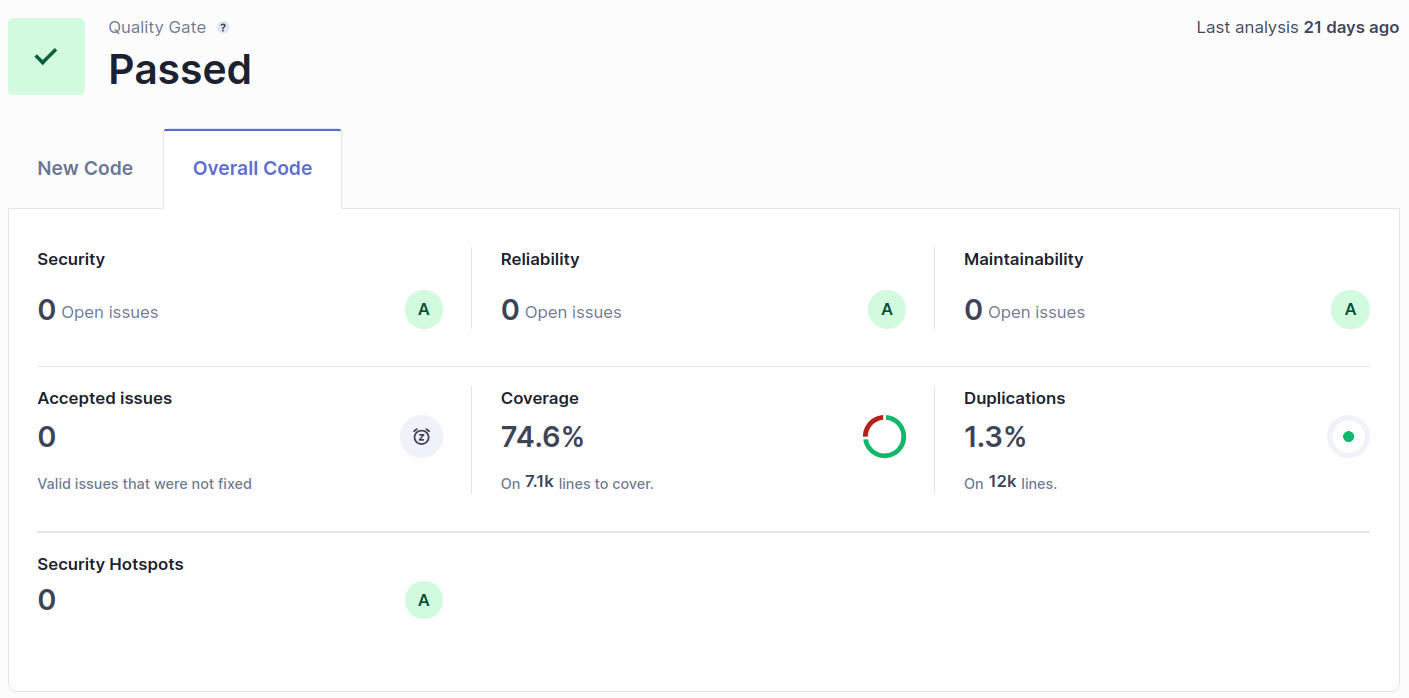 Quality Gate ?
Last analysis 21 days ago
Passed
New Code
Overall Code
Security
Reliability
Maintainability
0 Open issues
A
0 Open issues
A
0 Open issues
A
Accepted issues
Coverage
Duplications
0
74.6%
1.3%
Valid issues that were not fixed
On 7.1k lines to cover.
On 12k lines.
Security Hotspots
0
A